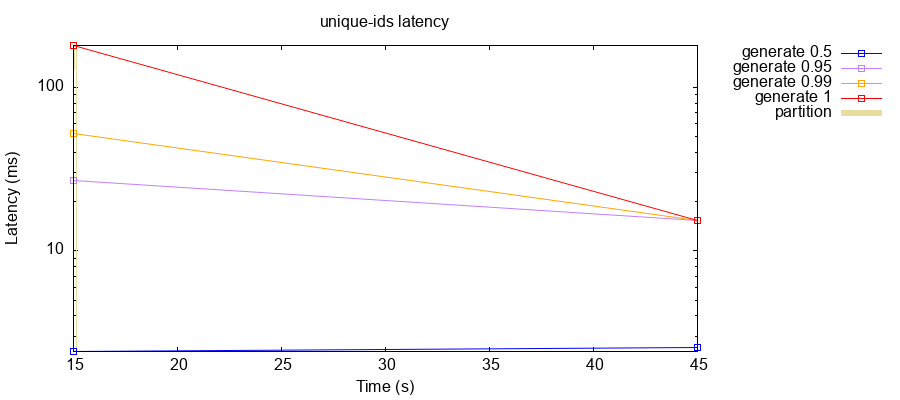 unique-ids latency
generate 0.5
generate 0.95
generate 0.99
generate 1
partition
100
10
Latency (ms)
15 20 25 30 35 40 45
Time (s)